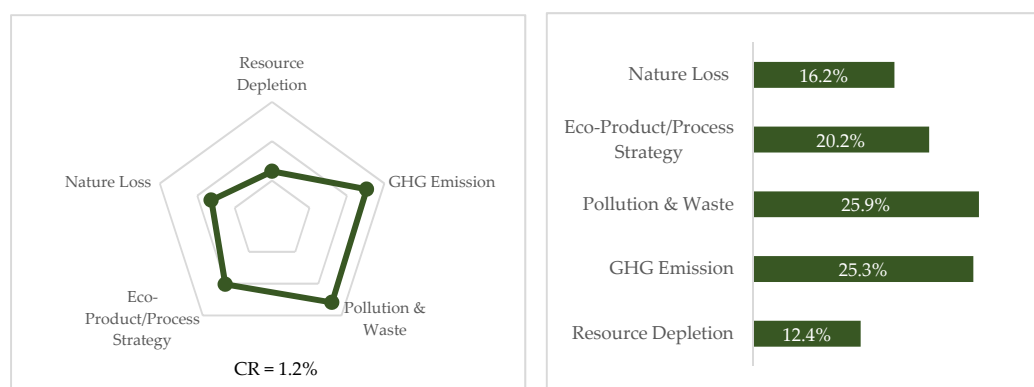 Resource
Depletion
Nature Loss
GHG Emission
Eco-
Product/Process
Strategy
Pollution &
Waste
CR = 1.2%
Nature Loss
16.2%
Eco-Product/Process
Strategy
20.2%
Pollution & Waste
25.9%
GHG Emission
25.3%
Resource Depletion
12.4%